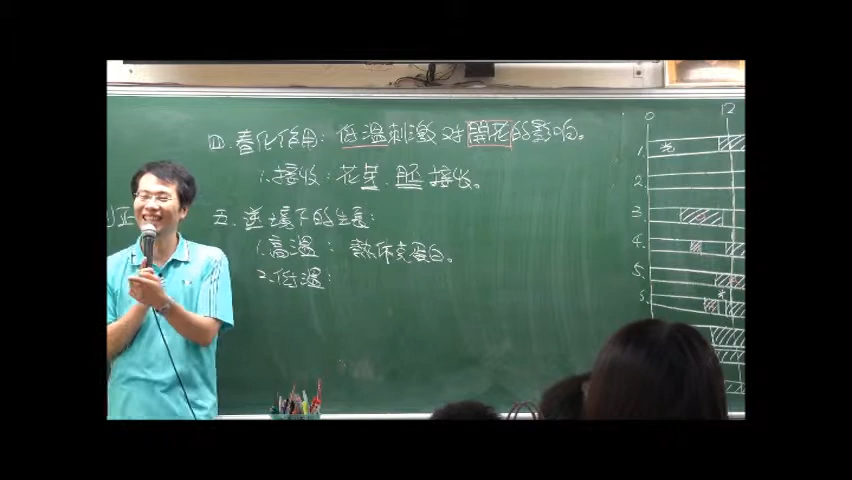 四.春化作用：低溫刺激对開花的影响。
1.接收：花芽、胚接收。
五.逆境下的生長：
1.高溫：熱休克蛋白。
2.低溫：
0 12
1. 光
2.
3.
4.
5.
6. *